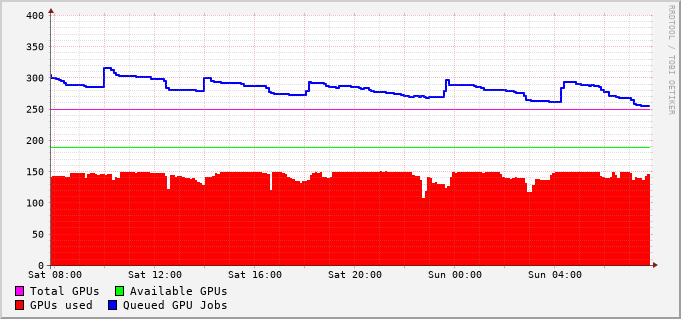 RRDTOOL / TOBI OETIKER
400
350
300
250
200
150
100
50
0
Sat 08:00 Sat 12:00 Sat 16:00 Sat 20:00 Sun 00:00 Sun 04:00
Total GPUs Available GPUs
GPUs used Queued GPU Jobs